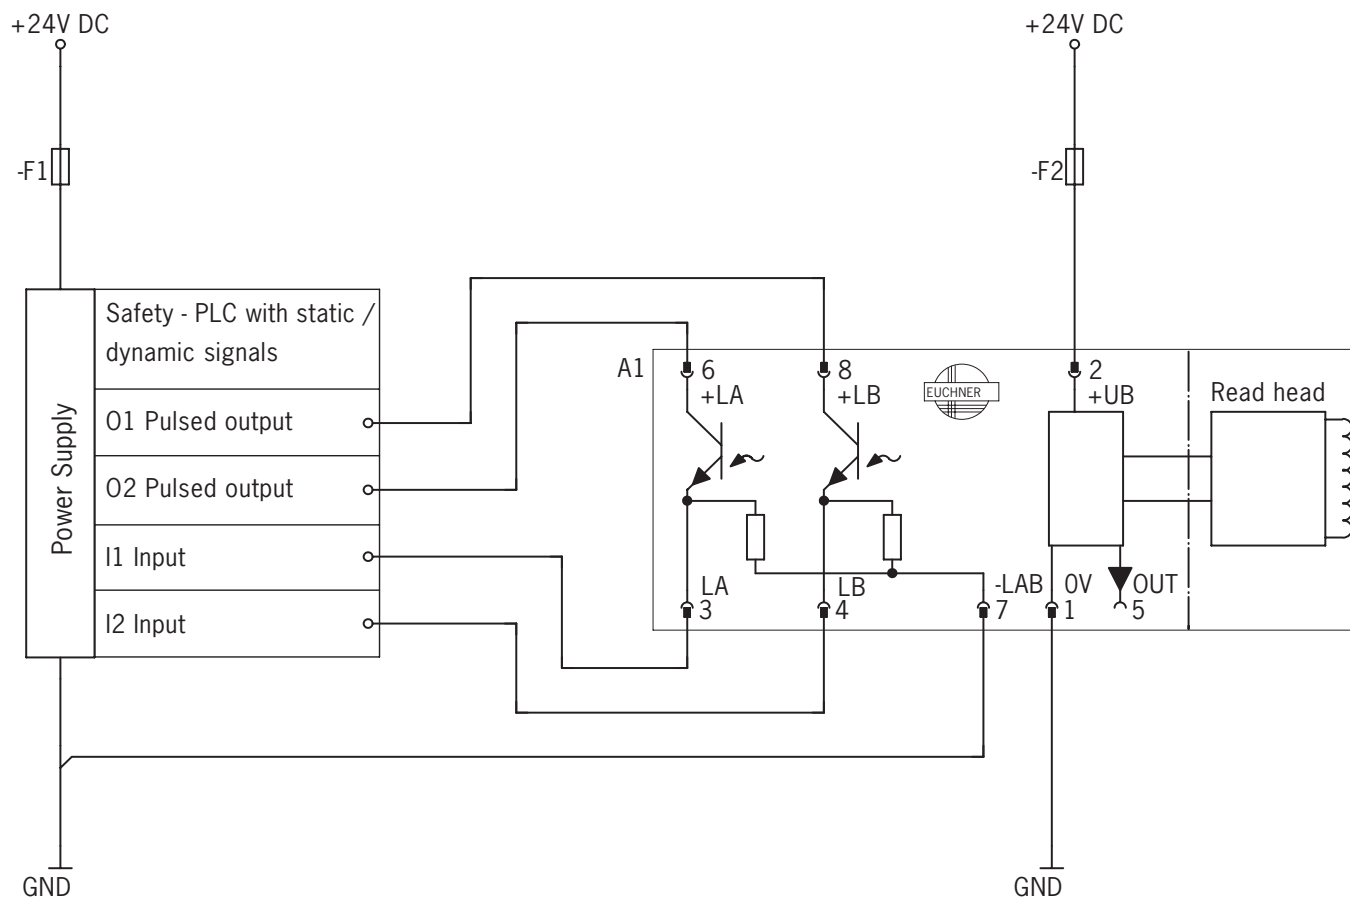 +24V DC
+24V DC
-F1
-F2
Power Supply
Safety - PLC with static /
dynamic signals
O1 Pulsed output
O2 Pulsed output
I1 Input
I2 Input
A1
6
+LA
8
+LB
EUCHNER
2
+UB
Read head
LA
3
LB
4
-LAB
7
0V
1
OUT
5
GND
GND